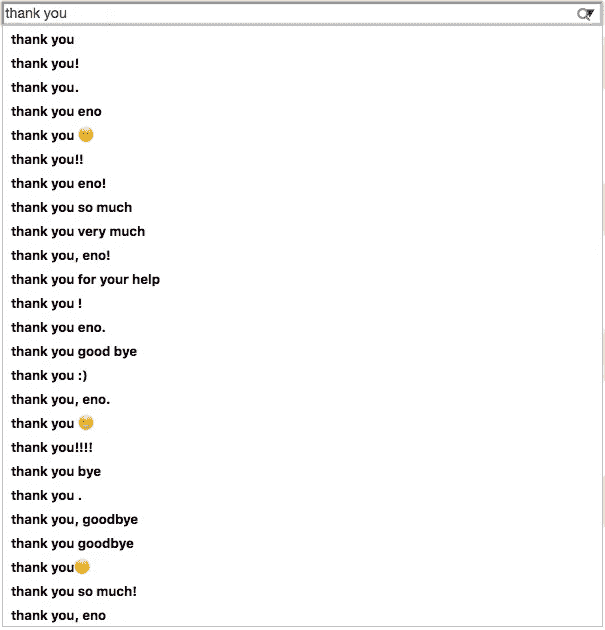 thank you
thank you
thank you!
thank you.
thank you eno
thank you
thank you!!
thank you eno!
thank you so much
thank you very much
thank you, eno!
thank you for your help
thank you !
thank you eno.
thank you good bye
thank you :)
thank you, eno.
thank you
thank you!!!!
thank you bye
thank you .
thank you, goodbye
thank you goodbye
thank you
thank you so much!
thank you, eno